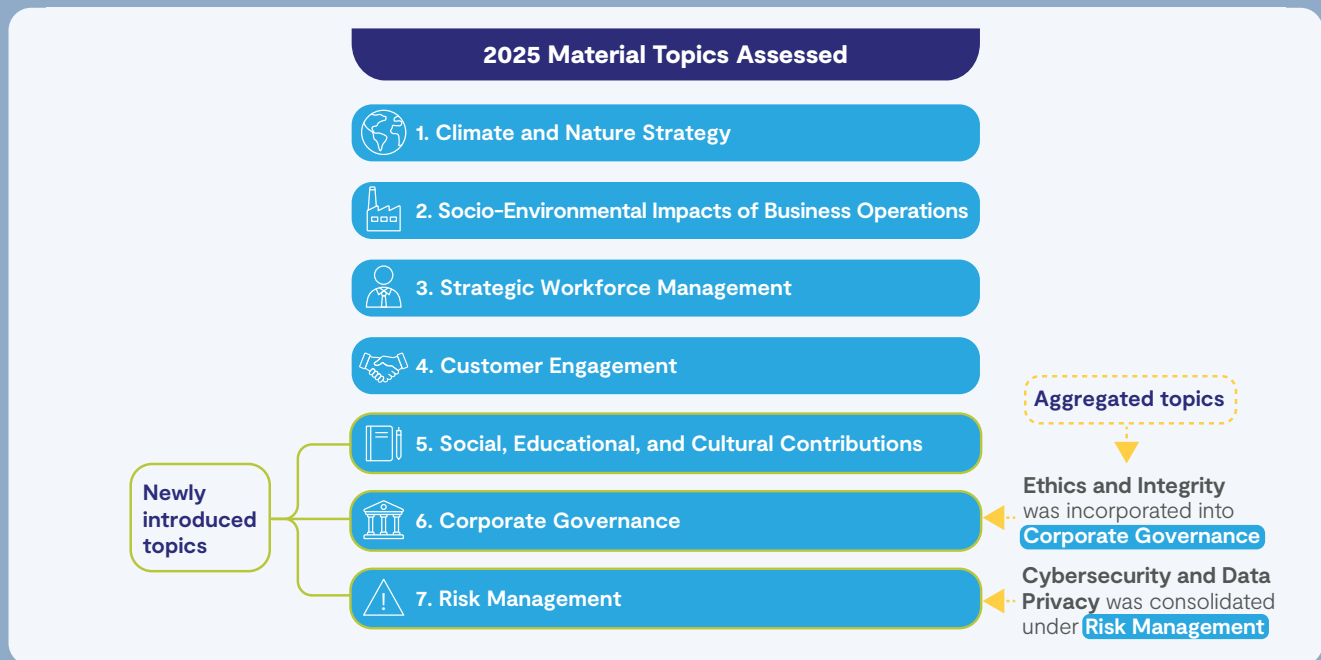 2025 Material Topics Assessed
1. Climate and Nature Strategy
2. Socio-Environmental Impacts of Business Operations
3. Strategic Workforce Management
4. Customer Engagement
5. Social, Educational, and Cultural Contributions
6. Corporate Governance
7. Risk Management
Newly
introduced
topics
Aggregated topics
Ethics and Integrity
was incorporated into
Corporate Governance
Cybersecurity and Data
Privacy was consolidated
under Risk Management